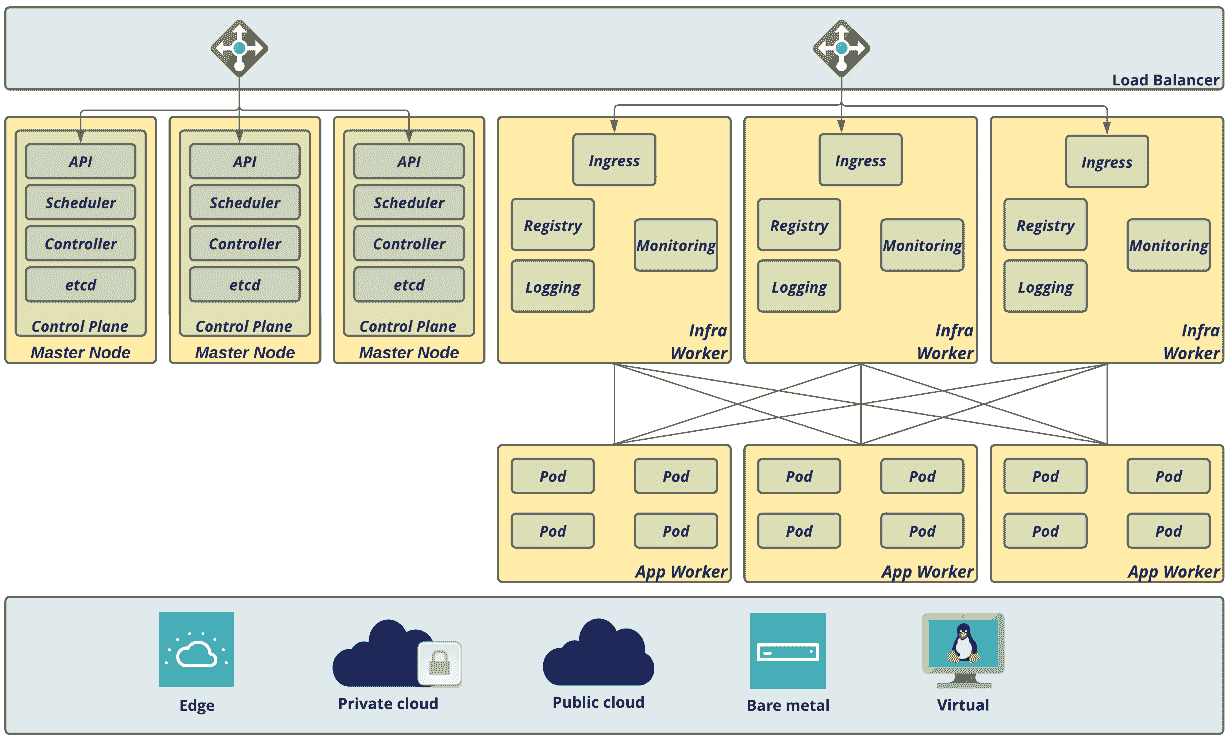 Load Balancer
API
Scheduler
Controller
etcd
Control Plane
Master Node
API
Scheduler
Controller
etcd
Control Plane
Master Node
API
Scheduler
Controller
etcd
Control Plane
Master Node
Ingress
Registry
Monitoring
Logging
Infra
Worker
Ingress
Registry
Monitoring
Logging
Infra
Worker
Ingress
Registry
Monitoring
Logging
Infra
Worker
Pod
Pod
Pod
Pod
App Worker
Pod
Pod
Pod
Pod
App Worker
Pod
Pod
Pod
Pod
App Worker
Edge
Private cloud
Public cloud
Bare metal
Virtual